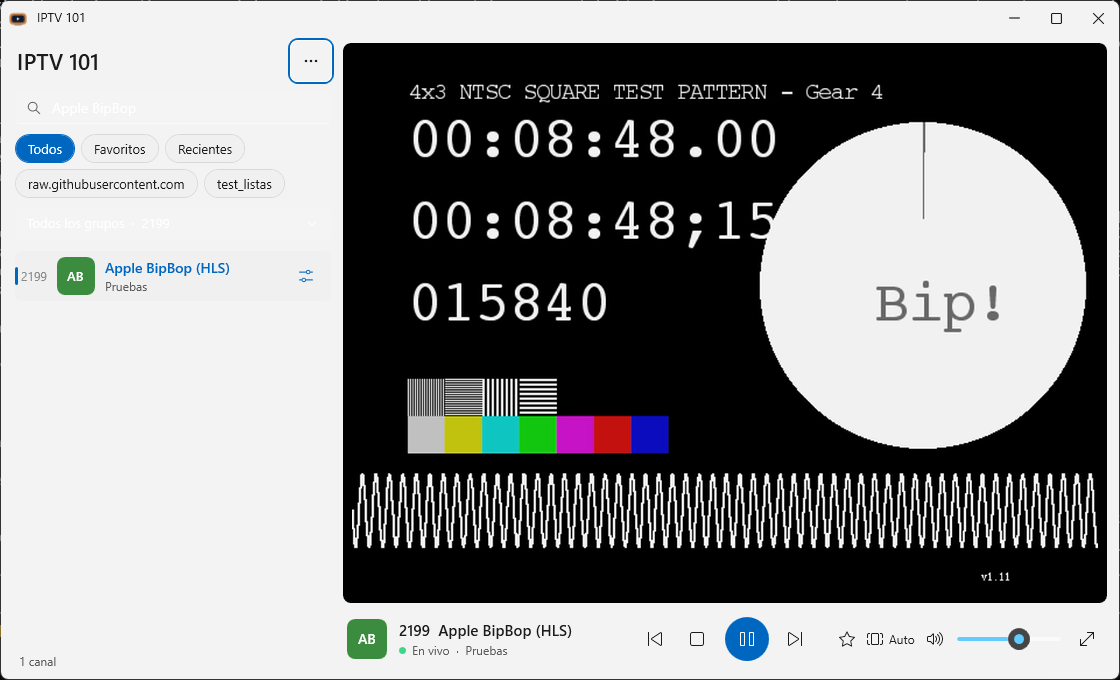 IPTV 101
IPTV 101
...
Apple BipBop
Todos
Favoritos
Recientes
raw.githubusercontent.com
test_listas
Todos los grupos · 2199
2199
AB
Apple BipBop (HLS)
Pruebas
1 canal
4x3 NTSC SQUARE TEST PATTERN - Gear 4
00:08:48.00
00:08:48;15
015840
Bip!
v1.11
AB
2199 Apple BipBop (HLS)
En vivo · Pruebas
Auto